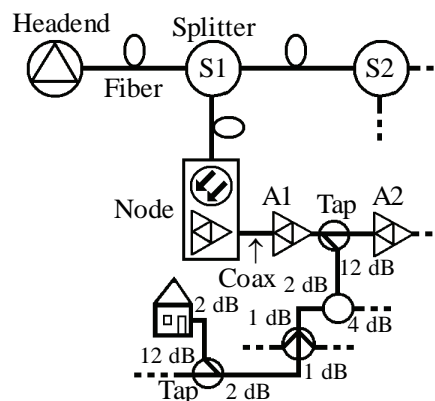 Headend
Splitter
S1
S2
Fiber
Node
A1
Tap
A2
Coax
2 dB
12 dB
2 dB
1 dB
4 dB
12 dB
1 dB
Tap
2 dB